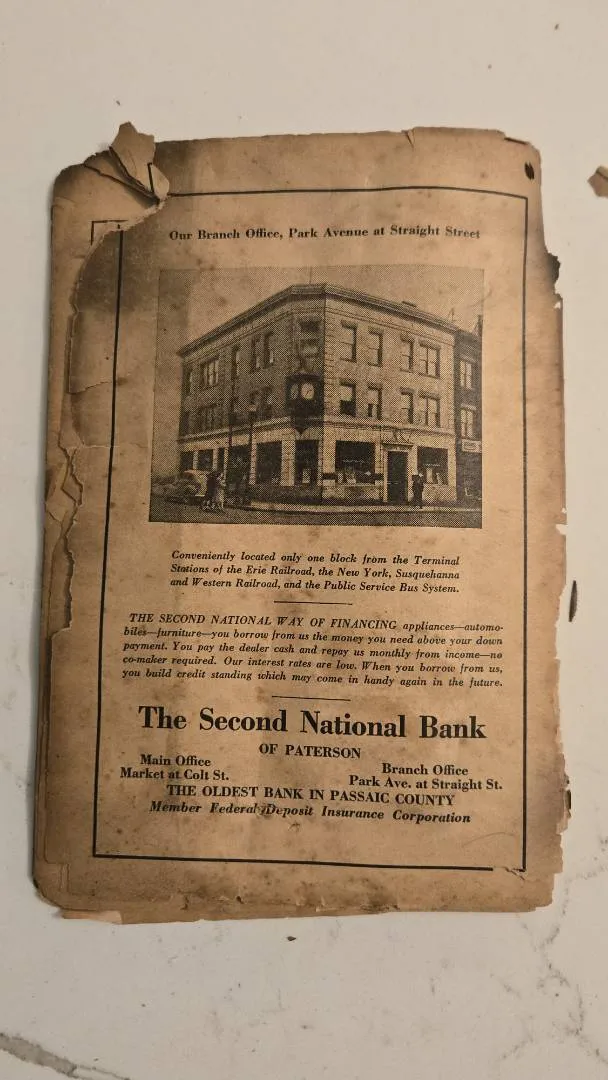 Our Branch Office, Park Avenue at Straight Street
Conveniently located only one block from the Terminal
Stations of the Erie Railroad, the New York, Susquehanna
and Western Railroad, and the Public Service Bus System.
THE SECOND NATIONAL WAY OF FINANCING appliances—automo-
biles—furniture—you borrow from us the money you need above your down
payment. You pay the dealer cash and repay us monthly from income—no
co-maker required. Our interest rates are low. When you borrow from us,
you build credit standing which may come in handy again in the future.
The Second National Bank
OF PATERSON
Main Office
Market at Colt St.
Branch Office
Park Ave. at Straight St.
THE OLDEST BANK IN PASSAIC COUNTY
Member Federal Deposit Insurance Corporation